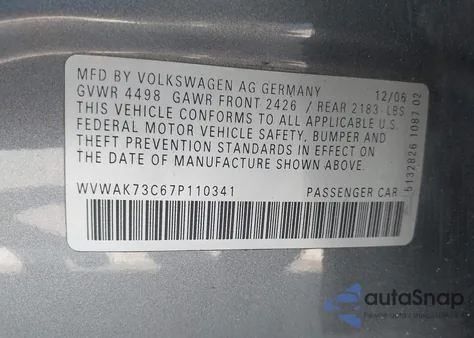 MFD BY VOLKSWAGEN AG GERMANY 12/06
GVWR 4498 GAWR FRONT 2426 / REAR 2183 LBS
THIS VEHICLE CONFORMS TO ALL APPLICABLE U.S.
FEDERAL MOTOR VEHICLE SAFETY, BUMPER AND
THEFT PREVENTION STANDARDS IN EFFECT ON
THE DATE OF MANUFACTURE SHOWN ABOVE.
WVWAK73C67P110341 PASSENGER CAR
5132826 1087 02
autoSnap